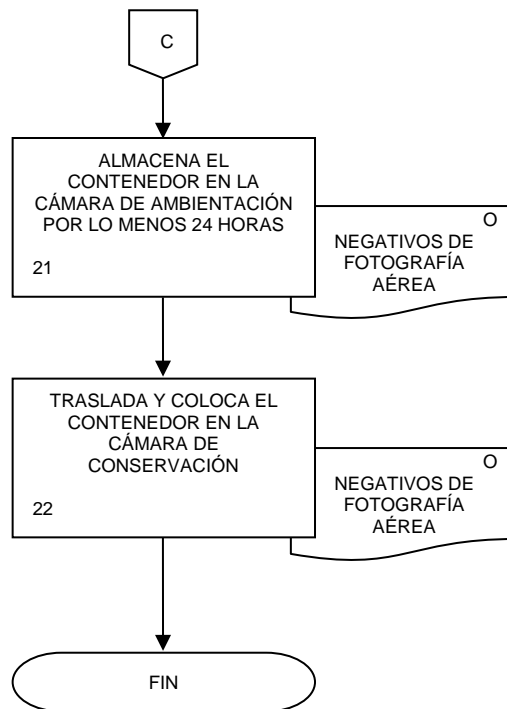 C
ALMACENA EL
CONTENEDOR EN LA
CÁMARA DE AMBIENTACIÓN
POR LO MENOS 24 HORAS
21
O
NEGATIVOS DE
FOTOGRAFÍA
AÉREA
TRASLADA Y COLOCA EL
CONTENEDOR EN LA
CÁMARA DE
CONSERVACIÓN
22
O
NEGATIVOS DE
FOTOGRAFÍA
AÉREA
FIN